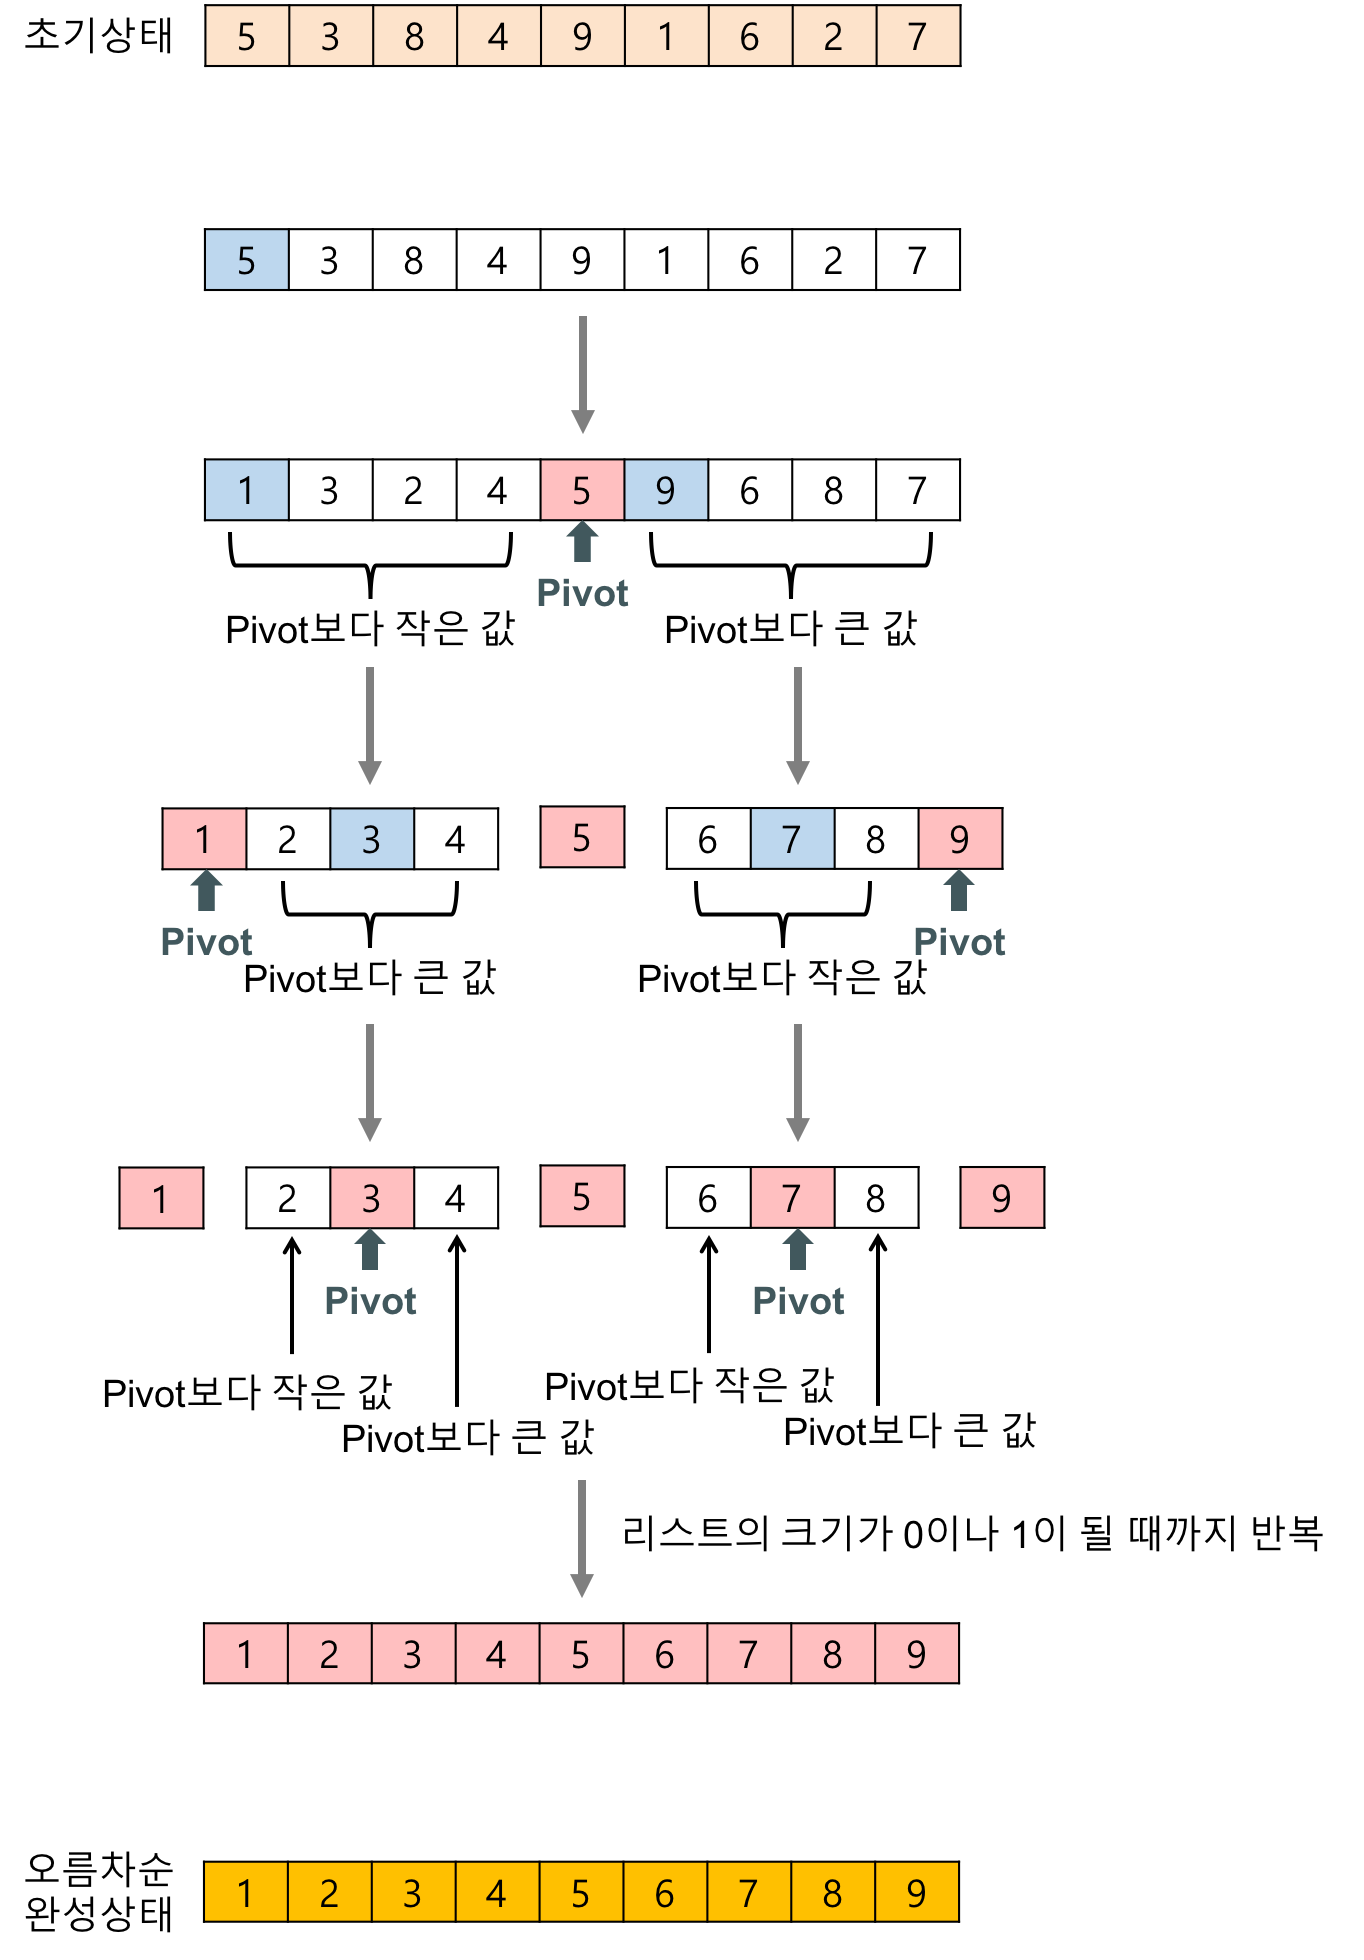 초기상태 5 3 8 4 9 1 6 2 7
5 3 8 4 9 1 6 2 7
1 3 2 4 5 9 6 8 7
Pivot
Pivot보다 작은 값 Pivot보다 큰 값
1 2 3 4 5 6 7 8 9
Pivot Pivot
Pivot보다 큰 값 Pivot보다 작은 값
1 2 3 4 5 6 7 8 9
Pivot Pivot
Pivot보다 작은 값 Pivot보다 작은 값
Pivot보다 큰 값 Pivot보다 큰 값
리스트의 크기가 0이나 1이 될 때까지 반복
1 2 3 4 5 6 7 8 9
오름차순
완성상태
1 2 3 4 5 6 7 8 9